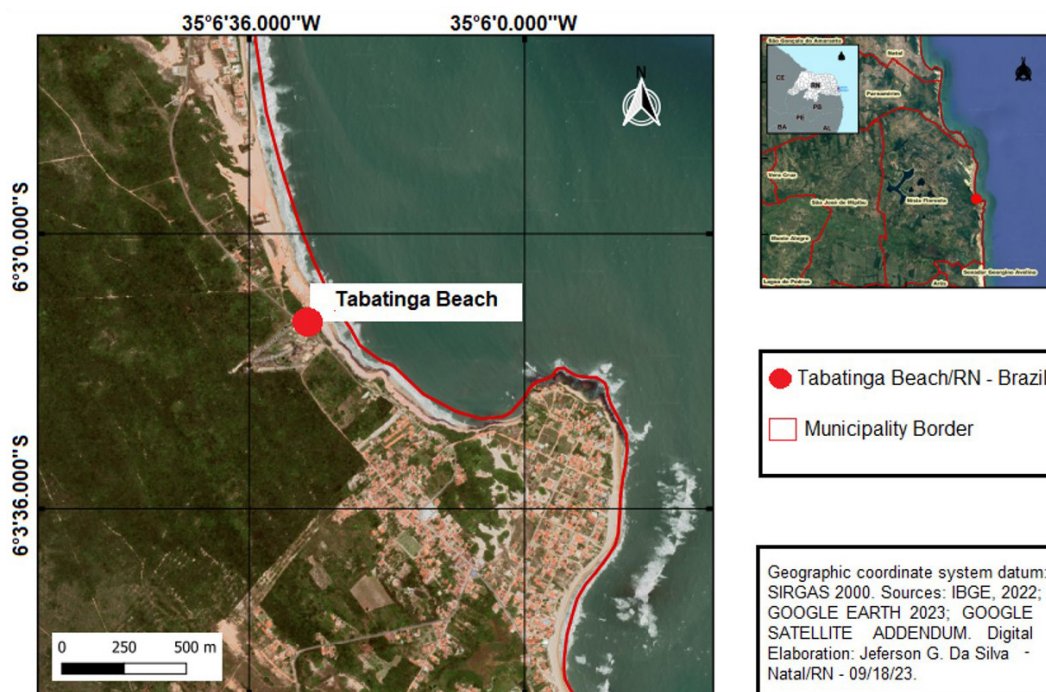 35°6'36.000''W
35°6'0.000''W
6°3'0.000''S
6°3'36.000''S
N
Tabatinga Beach
0 250 500 m
São Gonçalo do Amarante
Natal
CE
RN
PB
PE
BA
AL
Parnamirim
Vera Cruz
São José de Mipibu
Nísia Floresta
Monte Alegre
Senador Georgino Avelino
Lagoa de Pedras
Arês
Tabatinga Beach/RN - Brazil
Municipality Border
Geographic coordinate system datum:
SIRGAS 2000. Sources: IBGE, 2022;
GOOGLE EARTH 2023; GOOGLE
SATELLITE ADDENDUM. Digital
Elaboration: Jeferson G. Da Silva -
Natal/RN - 09/18/23.